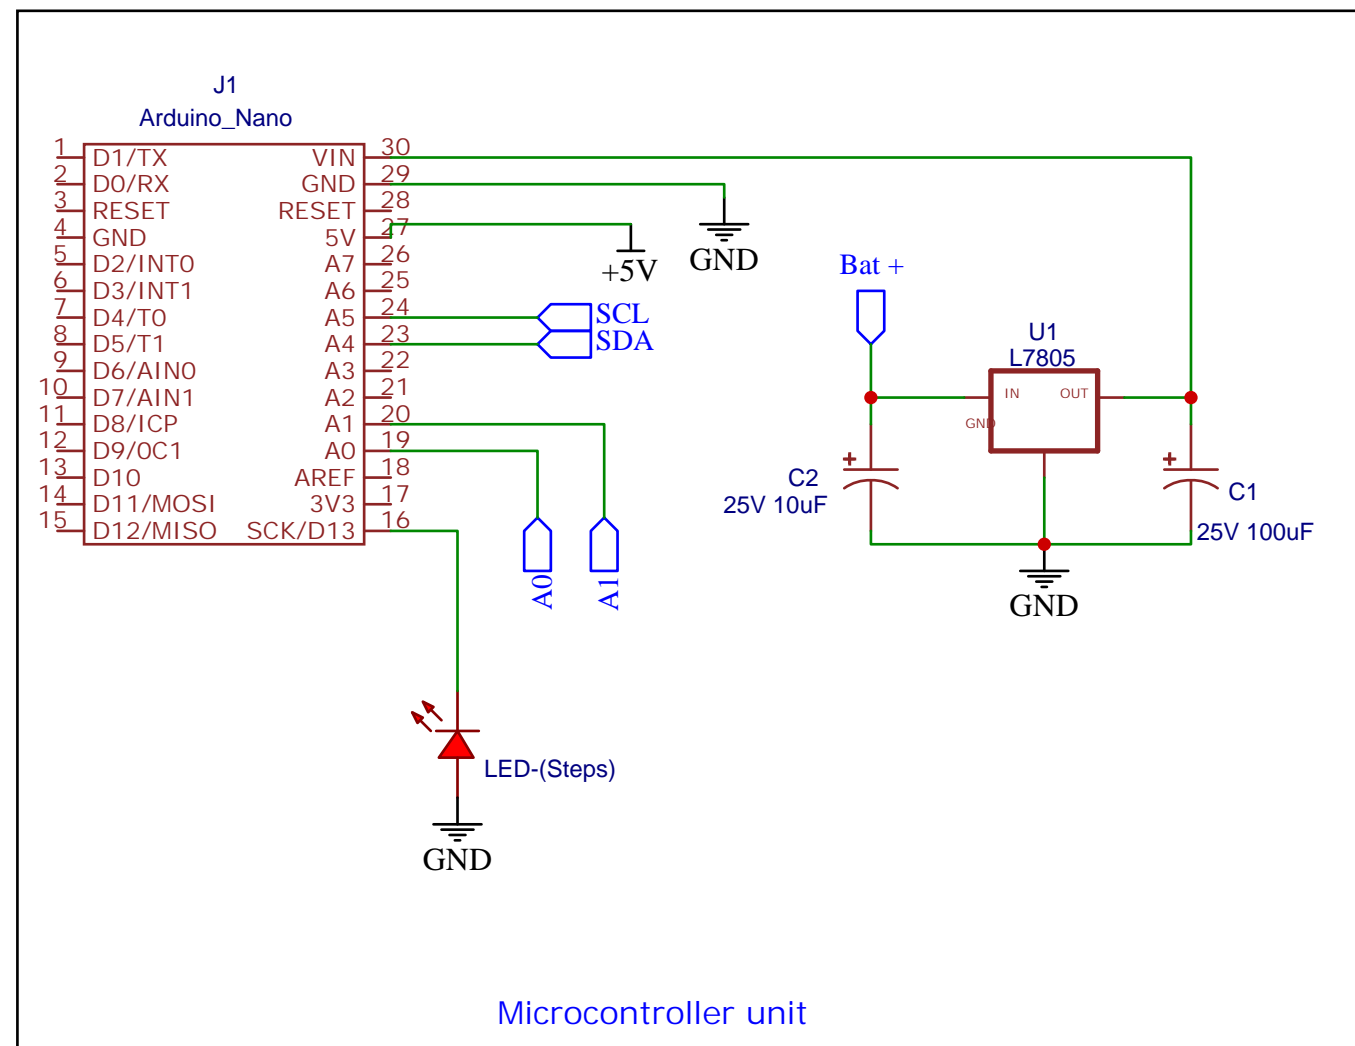 J1
Arduino_Nano
1 D1/TX VIN 30
2 D0/RX GND 29
3 RESET RESET 28
4 GND 5V 27
5 D2/INT0 A7 26
6 D3/INT1 A6 25
7 D4/T0 A5 24
8 D5/T1 A4 23
9 D6/AIN0 A3 22
10 D7/AIN1 A2 21
11 D8/ICP A1 20
12 D9/OC1 A0 19
13 D10 AREF 18
14 D11/MOSI 3V3 17
15 D12/MISO SCK/D13 16
+5V
GND
SCL
SDA
A0
A1
LED-(Steps)
GND
Bat +
U1
L7805
IN OUT
GND
+
C2
25V 10uF
+
C1
25V 100uF
GND
Microcontroller unit